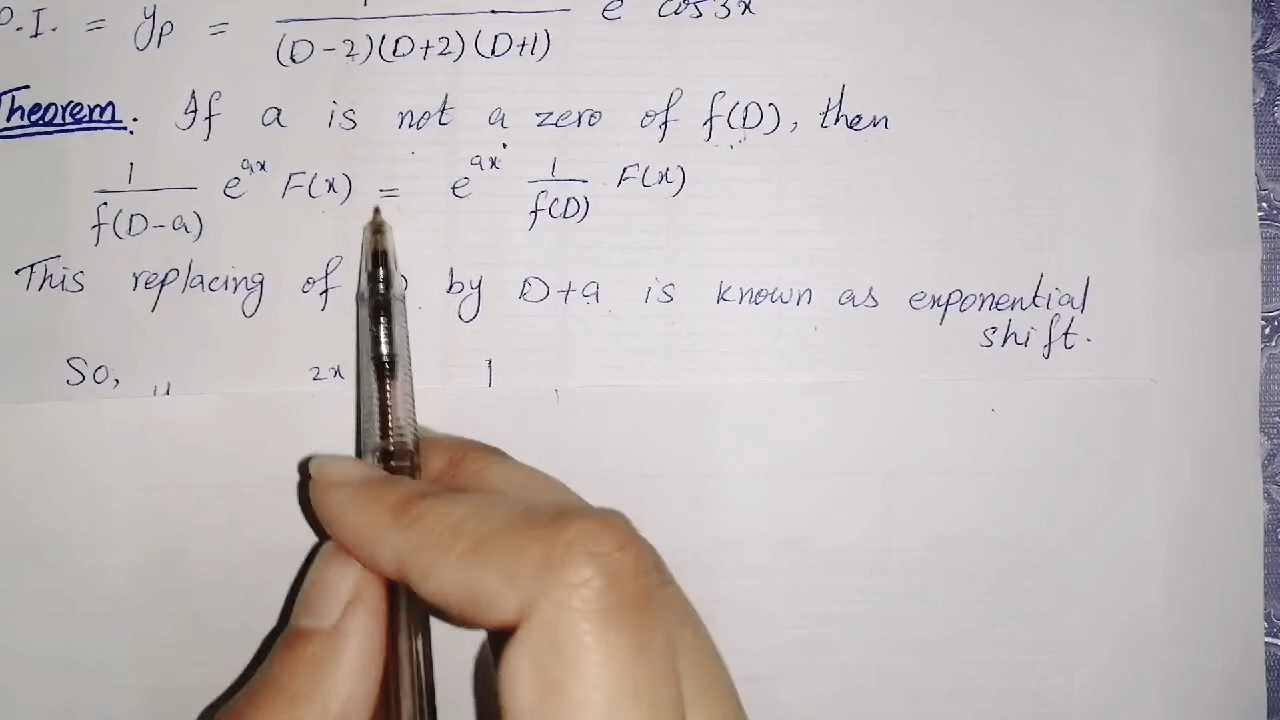 P.I. = yp = 1/((D-2)(D+2)(D+1)) e cos3x
Theorem. If a is not a zero of f(D), then
1/f(D-a) e^ax F(x) = e^ax 1/f(D) F(x)
This replacing of by D+a is known as exponential
shift.
So, 2x 1